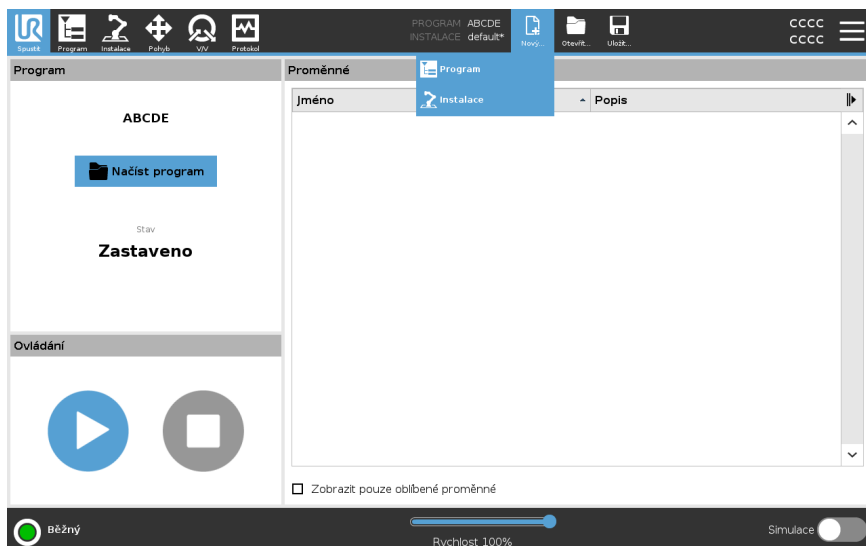 PROGRAM ABCDE
INSTALACE default*
CCCC
CCCC
Spustit Program Instalace Pohyb V/V Protokol Nový... Otevřít... Uložit...
Program
Instalace
Program
ABCDE
Načíst program
Stav
Zastaveno
Ovládání
Proměnné
Jméno Popis
Zobrazit pouze oblíbené proměnné
Běžný
Rychlost 100%
Simulace